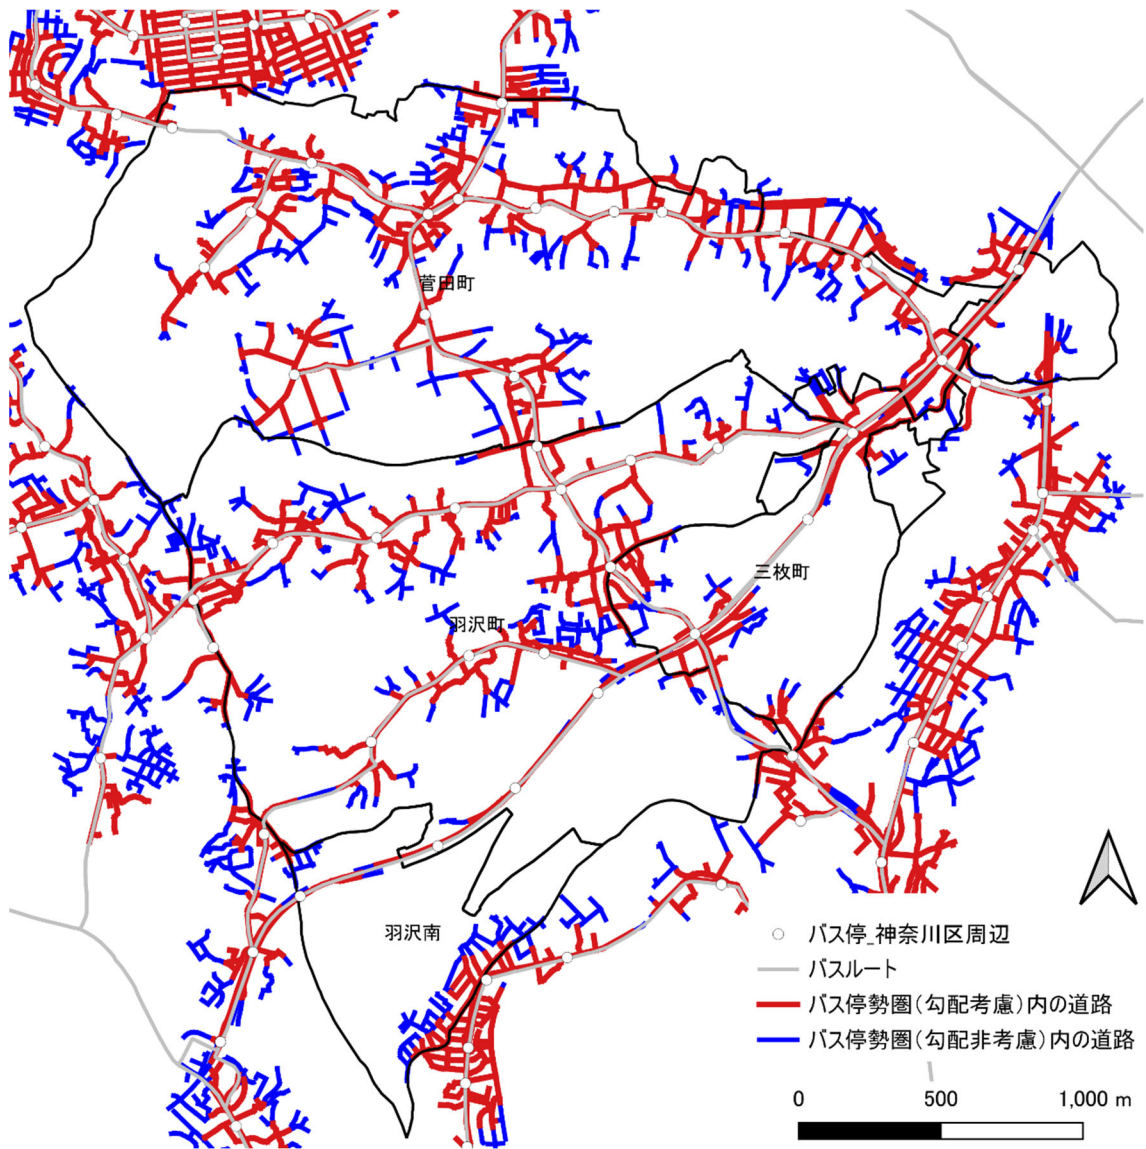 菅田町
三枚町
羽沢町
羽沢南
バス停_神奈川区周辺
バスルート
バス停勢圏(勾配考慮)内の道路
バス停勢圏(勾配非考慮)内の道路
0 500 1,000 m